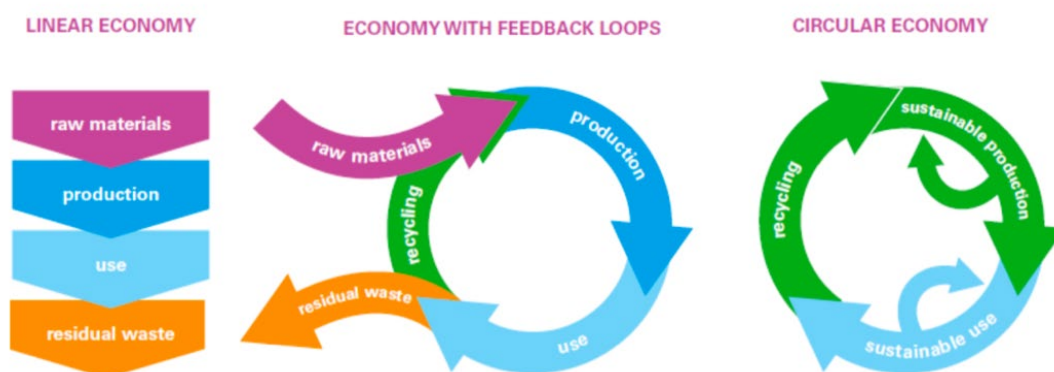 LINEAR ECONOMY
raw materials
production
use
residual waste
ECONOMY WITH FEEDBACK LOOPS
raw materials
production
recycling
residual waste
use
CIRCULAR ECONOMY
sustainable production
recycling
sustainable use